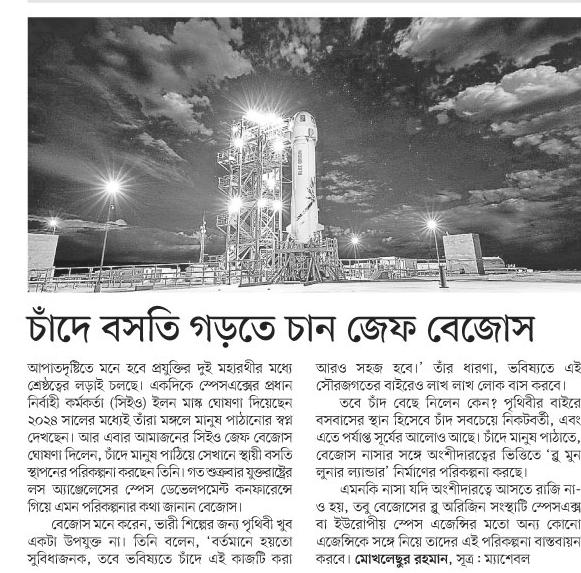 BLUE ORIGIN
চাঁদে বসতি গড়তে চান জেফ বেজোস
আপাতদৃষ্টিতে মনে হবে প্রযুক্তির দুই মহারথীর মধ্যে
শ্রেষ্ঠত্বের লড়াই চলছে। একদিকে স্পেসএক্সের প্রধান
নির্বাহী কর্মকর্তা (সিইও) ইলন মাস্ক ঘোষণা দিয়েছেন
২০২৪ সালের মধ্যেই তাঁরা মঙ্গলে মানুষ পাঠানোর স্বপ্ন
দেখছেন। আর এবার আমাজনের সিইও জেফ বেজোস
ঘোষণা দিলেন, চাঁদে মানুষ পাঠিয়ে সেখানে স্থায়ী বসতি
স্থাপনের পরিকল্পনা করছেন তিনি। গত শুক্রবার যুক্তরাষ্ট্রের
লস অ্যাঞ্জেলেসের স্পেস ডেভেলপমেন্ট কনফারেন্সে
গিয়ে এমন পরিকল্পনার কথা জানান বেজোস।
বেজোস মনে করেন, ভারী শিল্পের জন্য পৃথিবী খুব
একটা উপযুক্ত না। তিনি বলেন, ‘বর্তমানে হয়তো
সুবিধাজনক, তবে ভবিষ্যতে চাঁদে এই কাজটি করা
আরও সহজ হবে।’ তাঁর ধারণা, ভবিষ্যতে এই
সৌরজগতের বাইরেও লাখ লাখ লোক বাস করবে।
তবে চাঁদ বেছে নিলেন কেন? পৃথিবীর বাইরে
বসবাসের স্থান হিসেবে চাঁদ সবচেয়ে নিকটবর্তী, এবং
এতে পর্যাপ্ত সূর্যের আলোও আছে। চাঁদে মানুষ পাঠাতে,
বেজোস নাসার সঙ্গে অংশীদারত্বের ভিত্তিতে ‘ব্লু মুন
লুনার ল্যান্ডার’ নির্মাণের পরিকল্পনা করছে।
এমনকি নাসা যদি অংশীদারত্বে আসতে রাজি না-
ও হয়, তবু বেজোসের ব্লু অরিজিন সংস্থাটি স্পেসএক্স
বা ইউরোপীয় স্পেস এজেন্সির মতো অন্য কোনো
এজেন্সিকে সঙ্গে নিয়ে তাদের এই পরিকল্পনা বাস্তবায়ন
করবে। মোখলেছুর রহমান, সূত্র : ম্যাশেবল